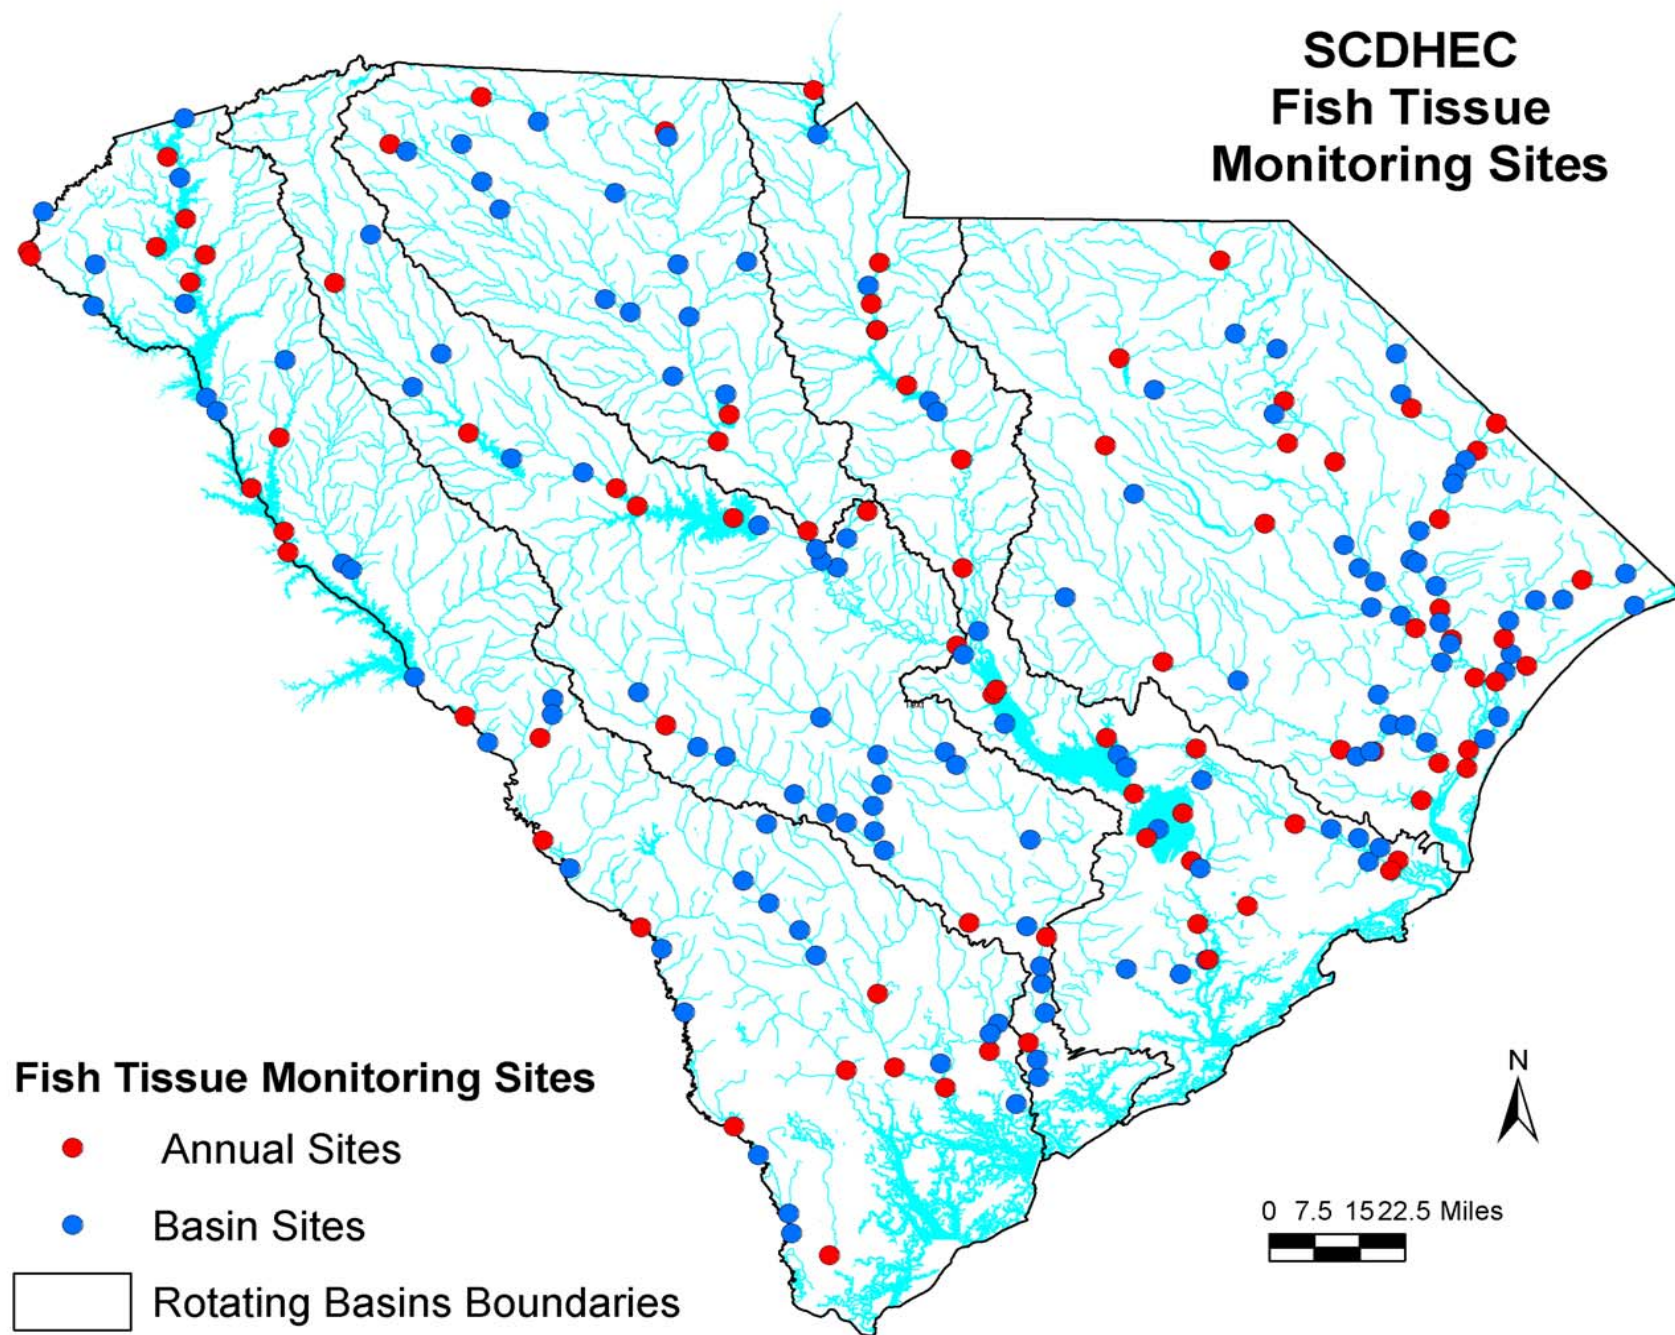 SCDHEC
Fish Tissue
Monitoring Sites
Fish Tissue Monitoring Sites
Annual Sites
Basin Sites
Rotating Basins Boundaries
N
0 7.5 15 22.5 Miles